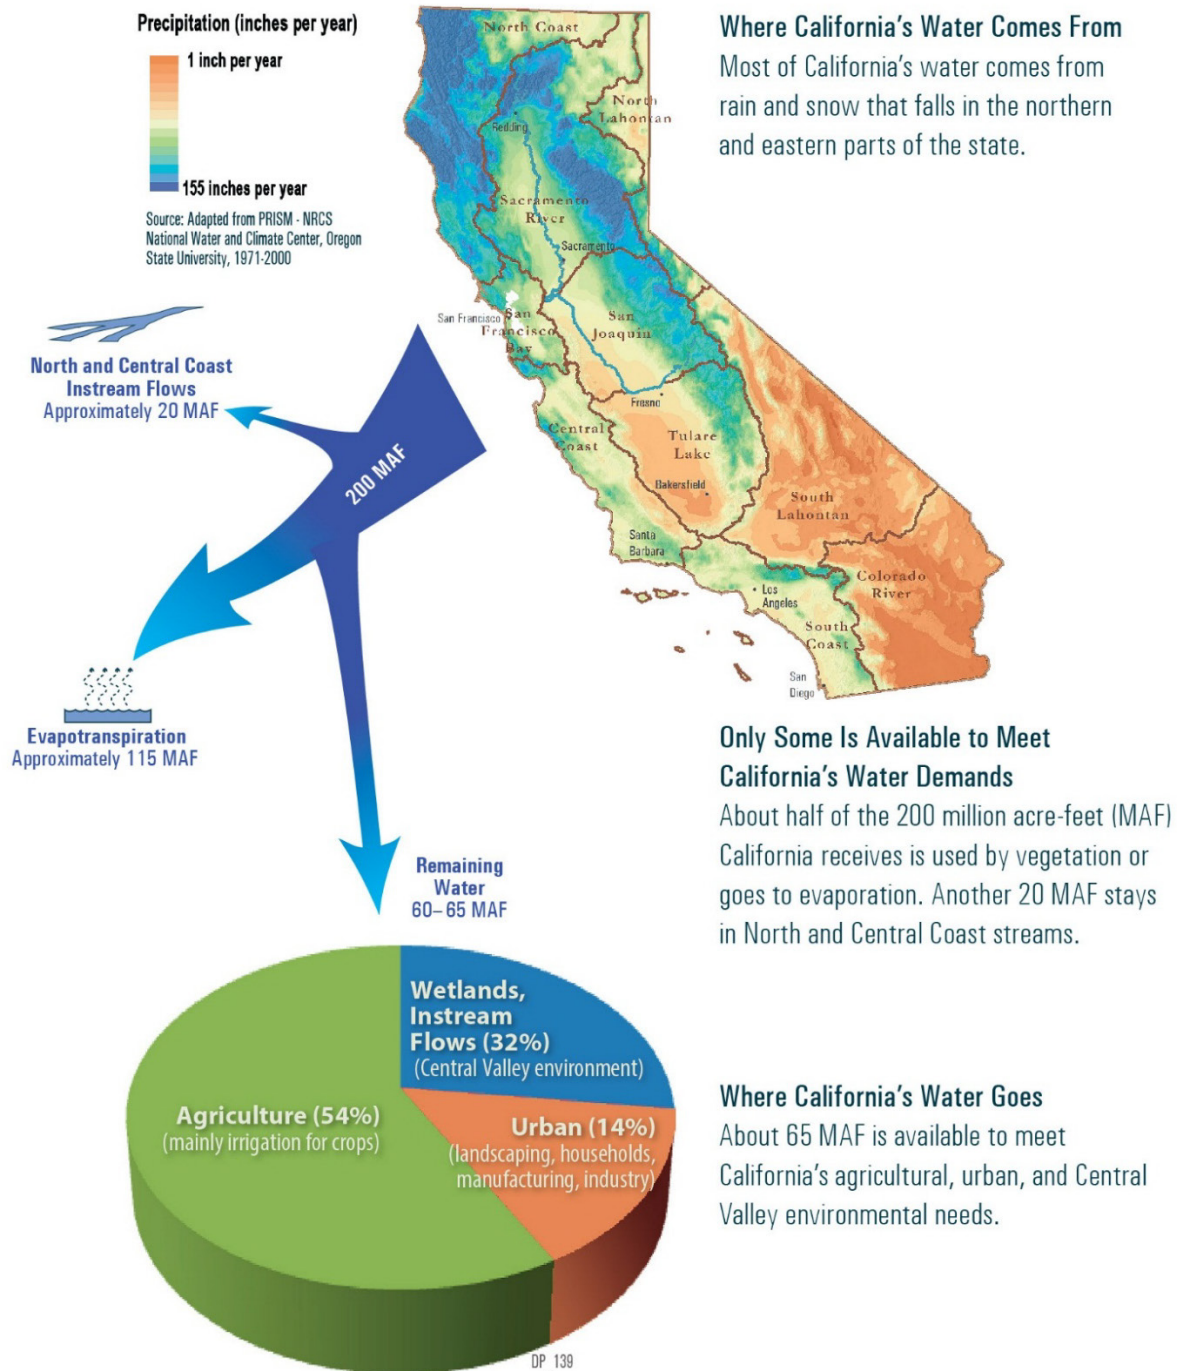 Precipitation (inches per year)
1 inch per year
155 inches per year
Source: Adapted from PRISM - NRCS
National Water and Climate Center, Oregon
State University, 1971-2000
North Coast
North
Lahontan
Redding
Sacramento
River
Sacramento
San Francisco
San
Francisco
Bay
San
Joaquin
Fresno
Central
Coast
Tulare
Lake
Bakersfield
South
Lahontan
Santa
Barbara
Los
Angeles
Colorado
River
South
Coast
San
Diego
Where California's Water Comes From
Most of California's water comes from
rain and snow that falls in the northern
and eastern parts of the state.
North and Central Coast
Instream Flows
Approximately 20 MAF
200 MAF
Evapotranspiration
Approximately 115 MAF
Remaining
Water
60–65 MAF
Only Some Is Available to Meet
California's Water Demands
About half of the 200 million acre-feet (MAF)
California receives is used by vegetation or
goes to evaporation. Another 20 MAF stays
in North and Central Coast streams.
Wetlands,
Instream
Flows (32%)
(Central Valley environment)
Agriculture (54%)
(mainly irrigation for crops)
Urban (14%)
(landscaping, households,
manufacturing, industry)
Where California's Water Goes
About 65 MAF is available to meet
California's agricultural, urban, and Central
Valley environmental needs.
DP 139